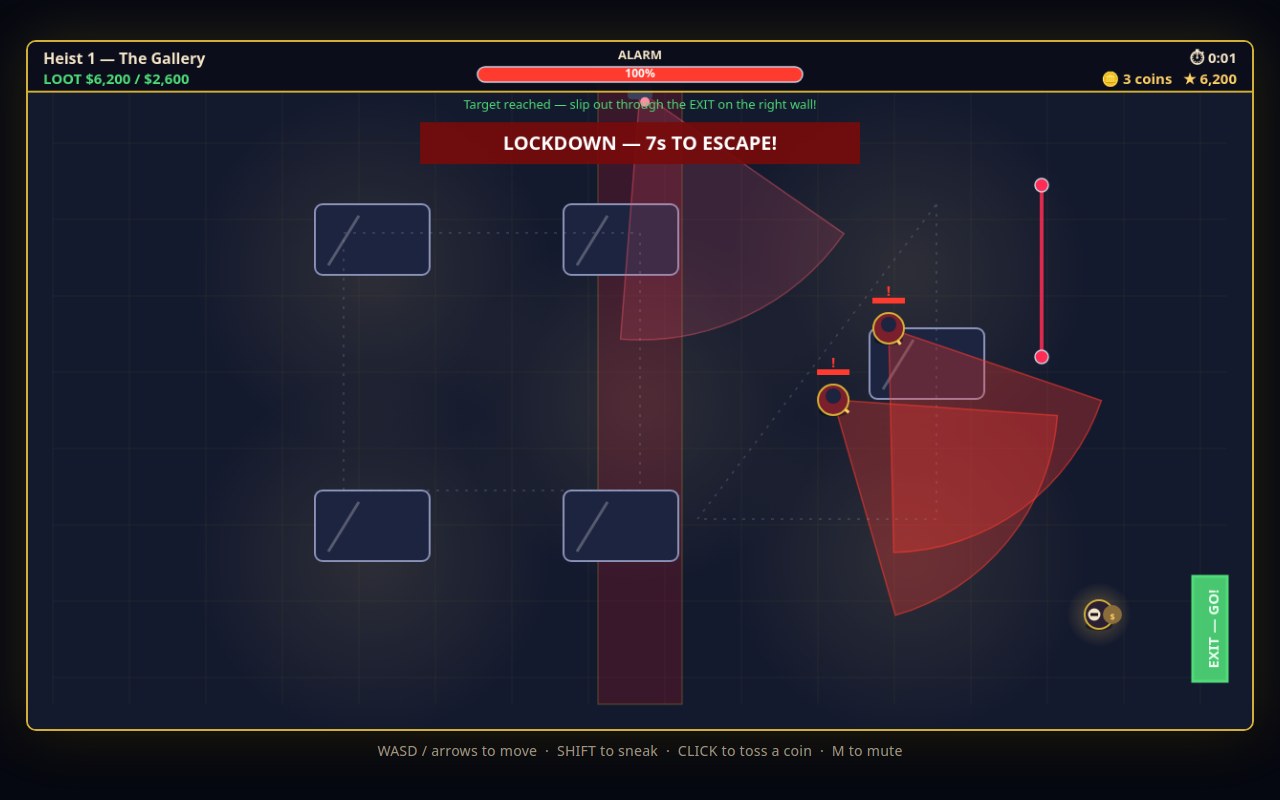 Heist 1 — The Gallery
LOOT $6,200 / $2,600
ALARM
100%
⏱ 0:01
🪙 3 coins ★ 6,200
Target reached — slip out through the EXIT on the right wall!
LOCKDOWN — 7s TO ESCAPE!
!
!
$
EXIT — GO!
WASD / arrows to move · SHIFT to sneak · CLICK to toss a coin · M to mute